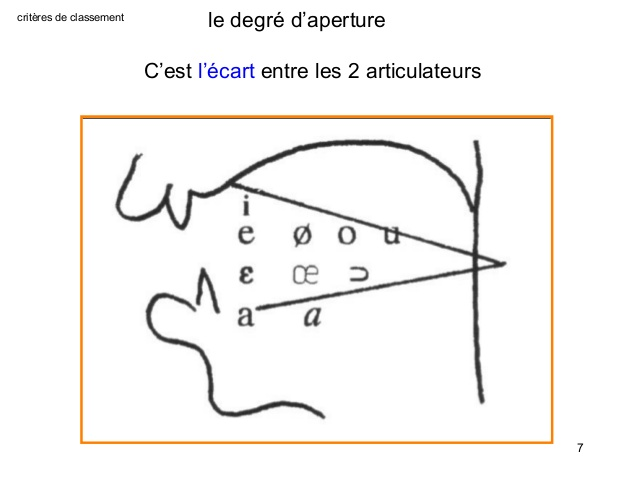 critères de classement
le degré d’aperture
C’est l’écart entre les 2 articulateurs
i
e ø o u
ɛ œ ɔ
a a
7